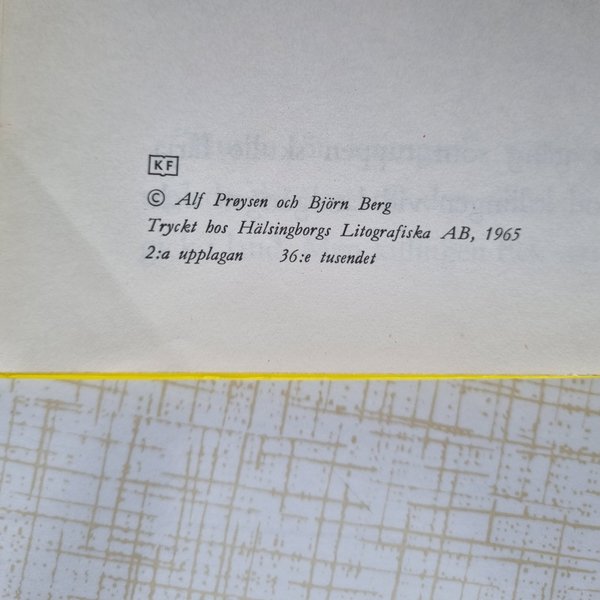 KF
© Alf Prøysen och Björn Berg
Tryckt hos Hälsingborgs Litografiska AB, 1965
2:a upplagan 36:e tusendet